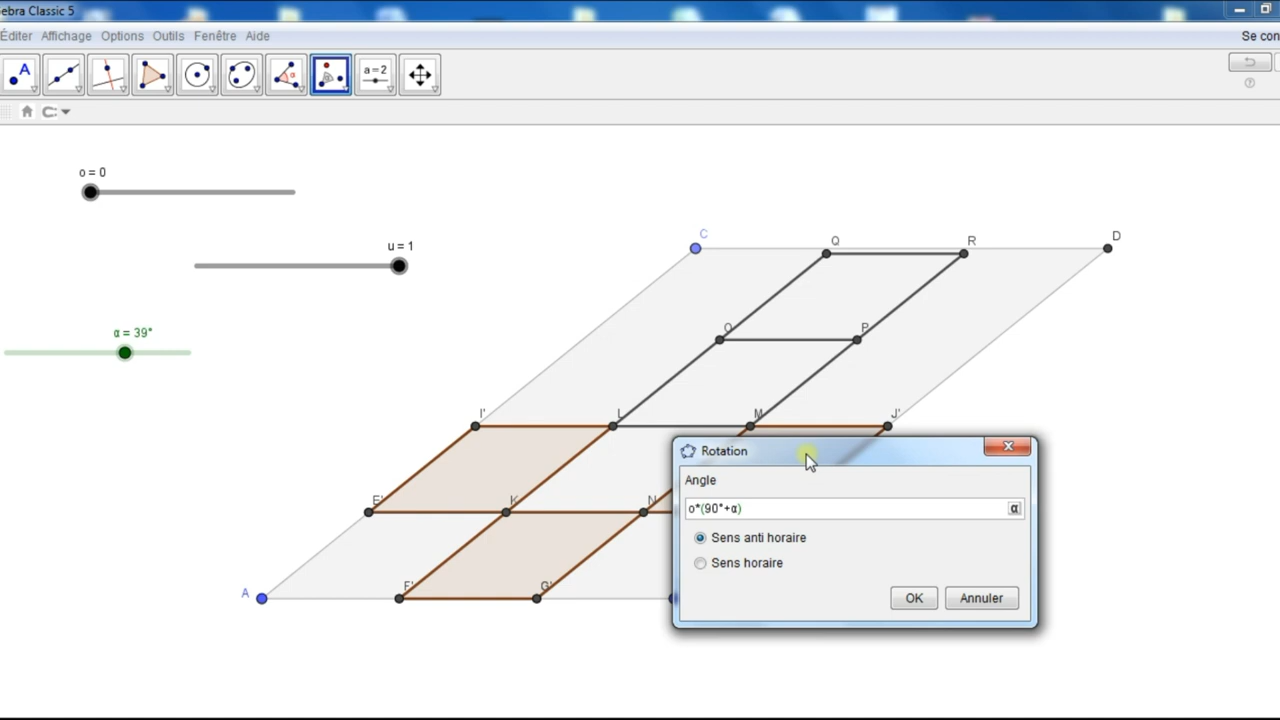 ebra Classic 5
Éditer Affichage Options Outils Fenêtre Aide
Se con
A
α
a=2
o = 0
u = 1
α = 39°
C
Q
R
D
O
P
I'
L
M
J'
Rotation
Angle
E'
K
N
o*(90°+α)
α
Sens anti horaire
Sens horaire
F'
G'
A
OK
Annuler